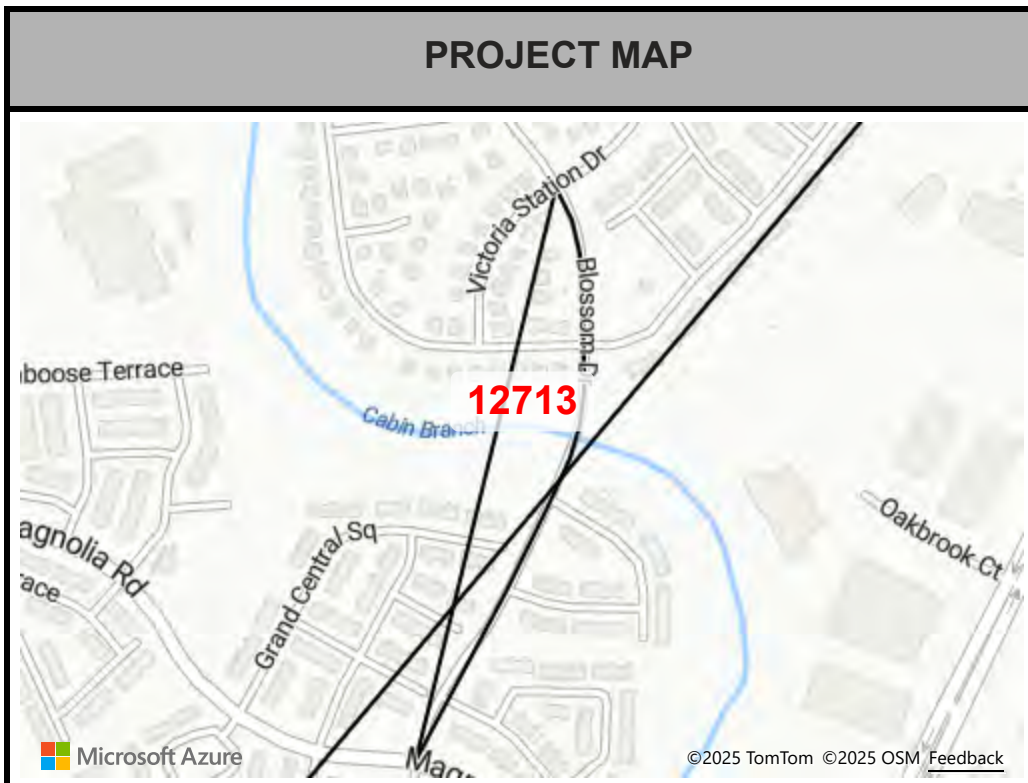 PROJECT MAP
Victoria Station Dr
Blossom
boose Terrace
12713
Cabin Branch
Oakbrook Ct
agnolia Rd
race
Grand Central Sq
Magn
Microsoft Azure
©2025 TomTom ©2025 OSM Feedback